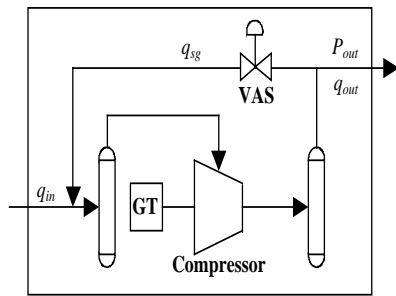 q_sg
P_out
VAS
q_out
q_in
GT
Compressor